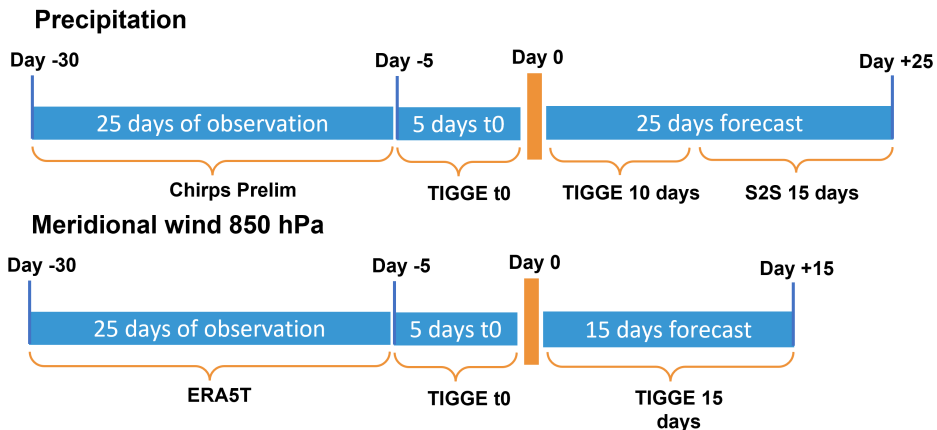 Precipitation
Day -30
Day -5
Day 0
Day +25
25 days of observation
5 days t0
25 days forecast
Chirps Prelim
TIGGE t0
TIGGE 10 days
S2S 15 days
Meridional wind 850 hPa
Day -30
Day -5
Day 0
Day +15
25 days of observation
5 days t0
15 days forecast
ERA5T
TIGGE t0
TIGGE 15
days